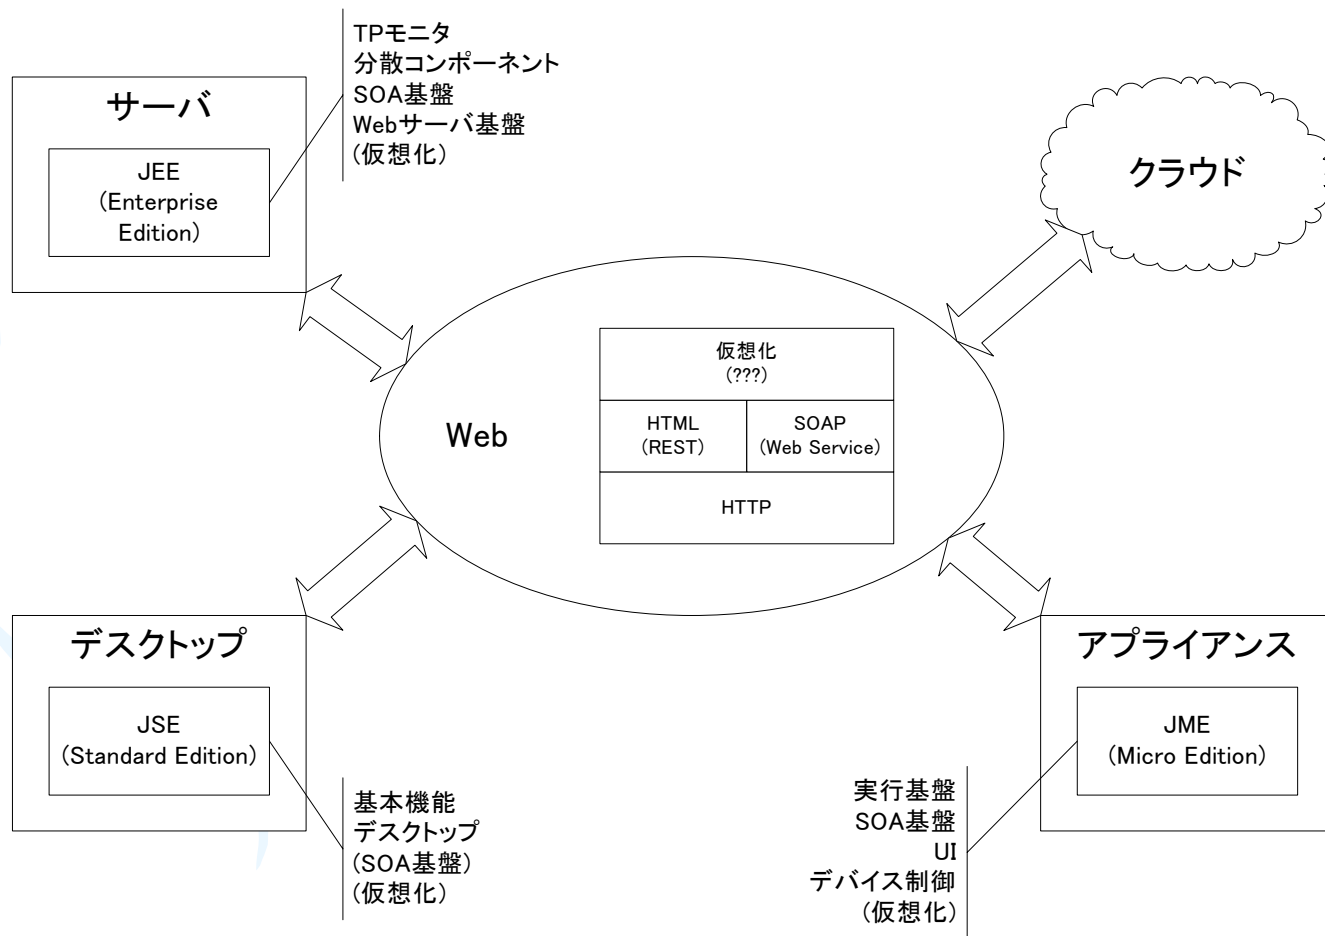 TPモニタ
分散コンポーネント
SOA基盤
Webサーバ基盤
(仮想化)
サーバ
JEE
(Enterprise
Edition)
クラウド
Web
仮想化
(???)
HTML
(REST)
SOAP
(Web Service)
HTTP
デスクトップ
JSE
(Standard Edition)
基本機能
デスクトップ
(SOA基盤)
(仮想化)
アプライアンス
JME
(Micro Edition)
実行基盤
SOA基盤
UI
デバイス制御
(仮想化)